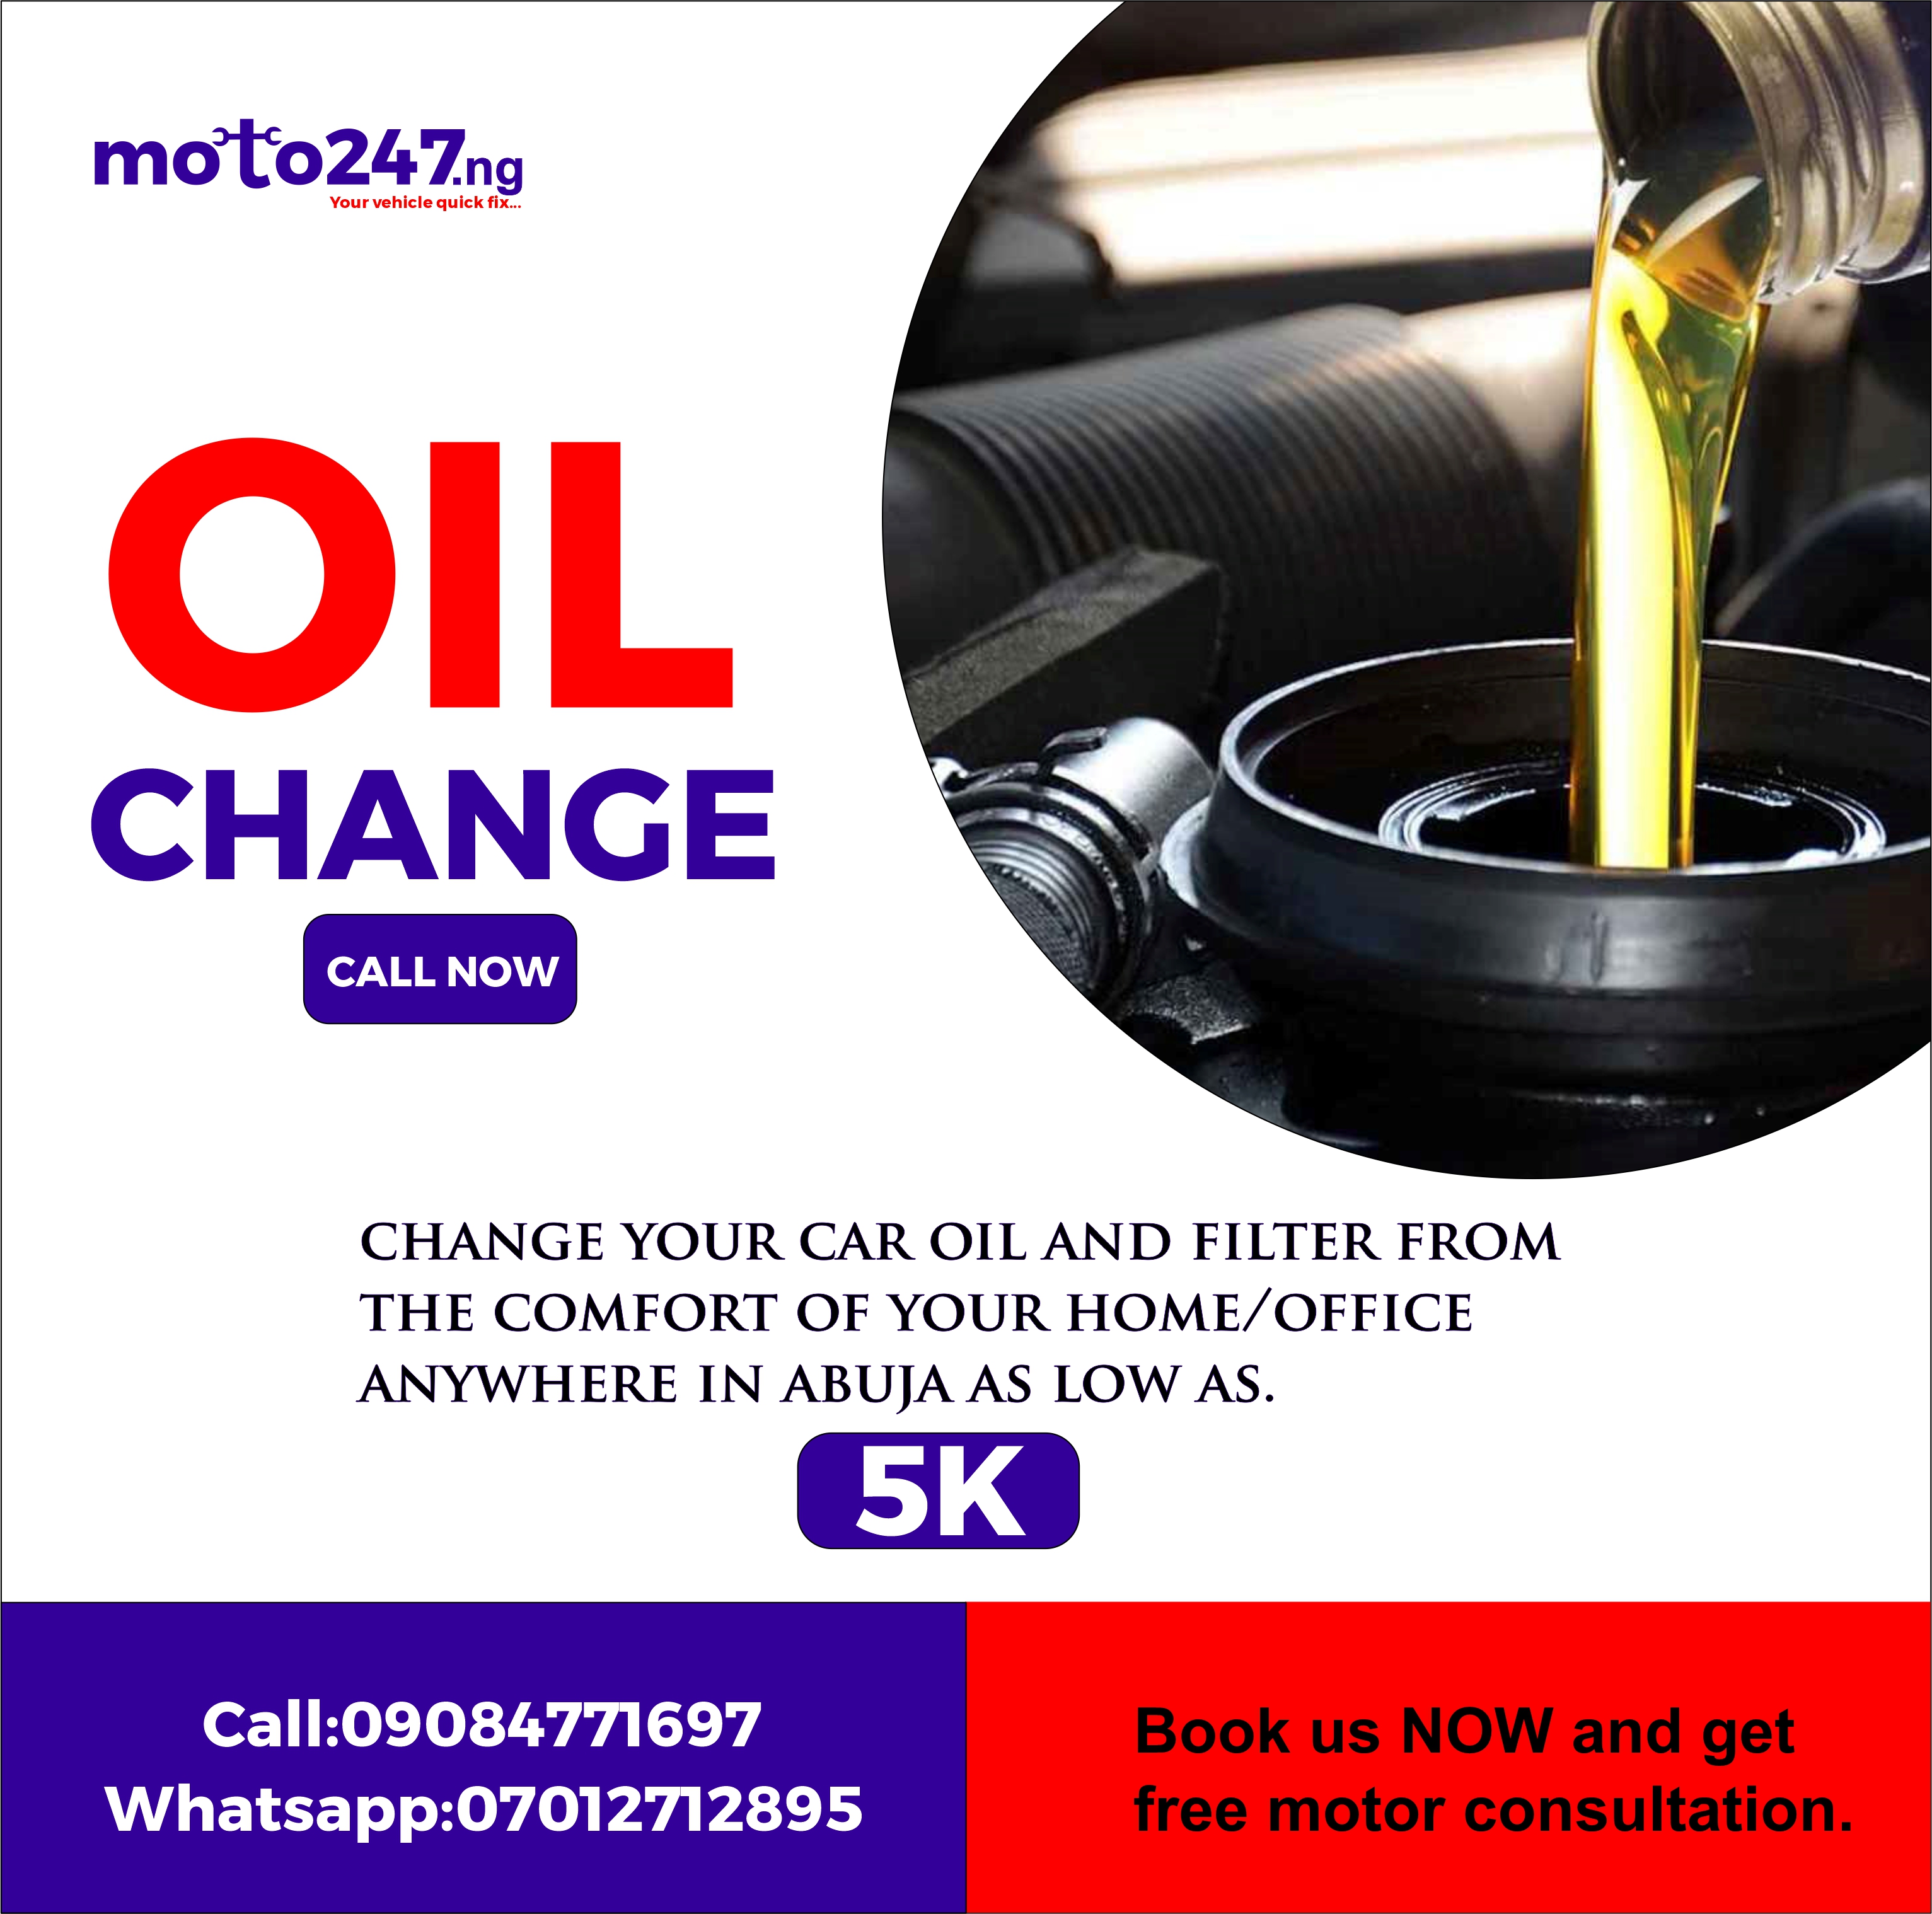 moto247.ng
Your vehicle quick fix...
OIL
CHANGE
CALL NOW
CHANGE YOUR CAR OIL AND FILTER FROM
THE COMFORT OF YOUR HOME/OFFICE
ANYWHERE IN ABUJA AS LOW AS.
5K
Call:09084771697
Whatsapp:07012712895
Book us NOW and get
free motor consultation.